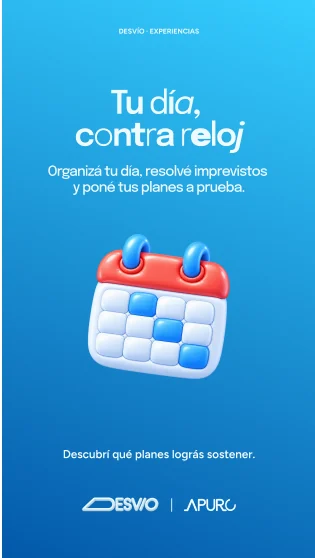 DESVÍO · EXPERIENCIAS
Tu día,
contra reloj
Organizá tu día, resolvé imprevistos
y poné tus planes a prueba.
Descubrí qué planes lográs sostener.
DESVIO | APURO